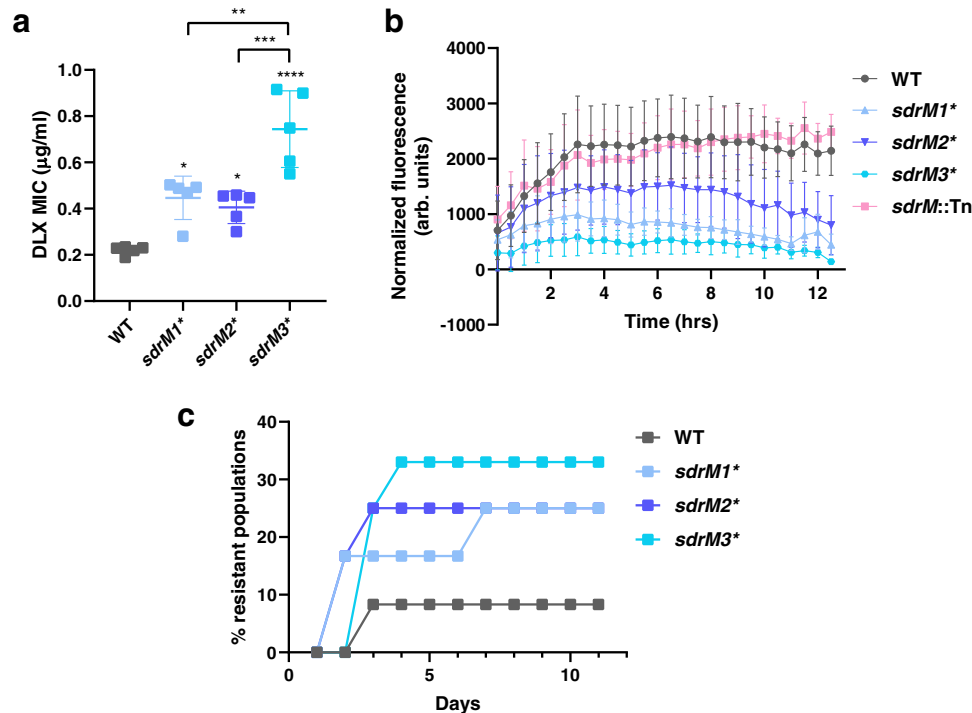 a
**
***
****
*
*
DLX MIC (µg/ml)
1.0
0.8
0.6
0.4
0.2
0.0
WT
sdrM1*
sdrM2*
sdrM3*
b
Normalized fluorescence
(arb. units)
4000
3000
2000
1000
0
-1000
2
4
6
8
10
12
Time (hrs)
WT
sdrM1*
sdrM2*
sdrM3*
sdrM::Tn
c
% resistant populations
40
30
20
10
0
0
5
10
Days
WT
sdrM1*
sdrM2*
sdrM3*